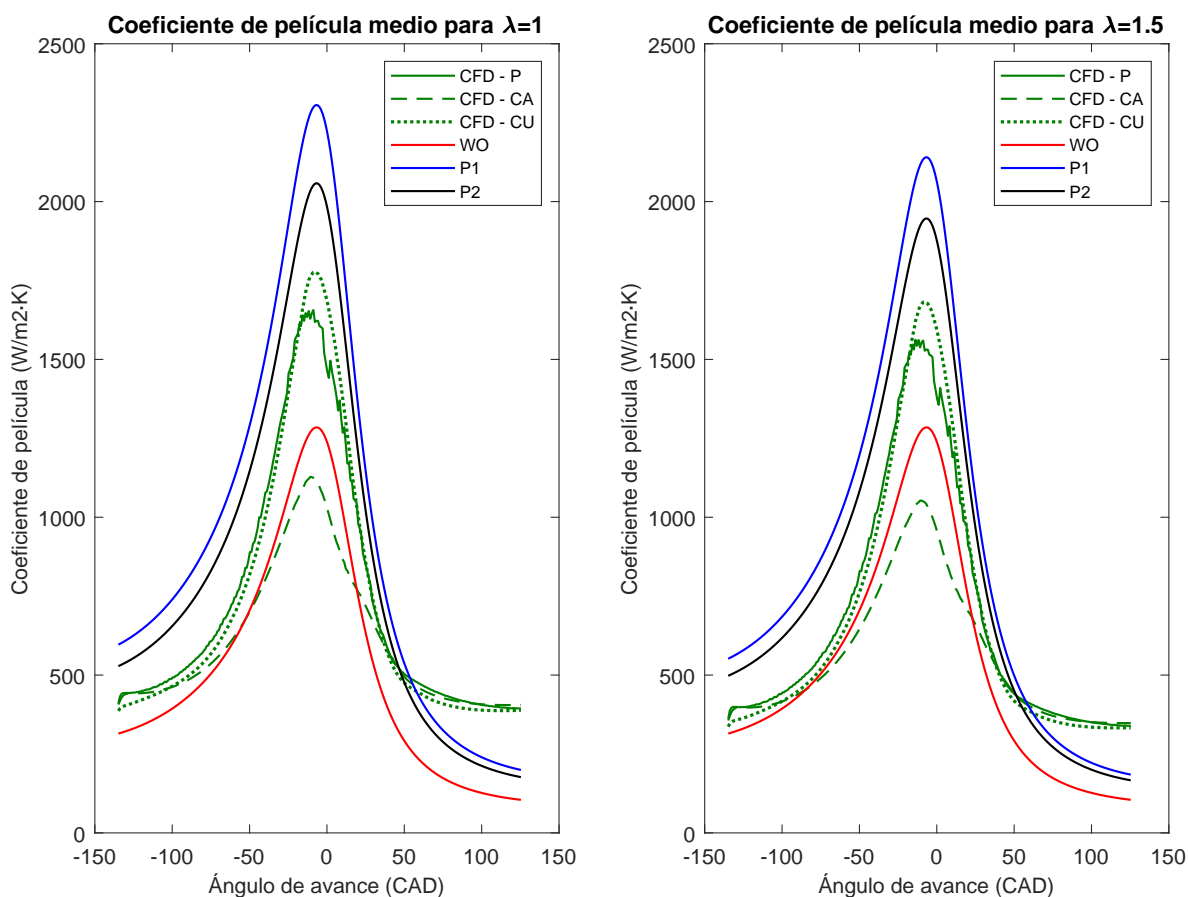 Coeficiente de película medio para λ=1
2500
2000
1500
1000
500
0
-150
-100
-50
0
50
100
150
Coeficiente de película (W/m2·K)
Ángulo de avance (CAD)
CFD - P
CFD - CA
CFD - CU
WO
P1
P2
Coeficiente de película medio para λ=1.5
2500
2000
1500
1000
500
0
-150
-100
-50
0
50
100
150
Coeficiente de película (W/m2·K)
Ángulo de avance (CAD)
CFD - P
CFD - CA
CFD - CU
WO
P1
P2